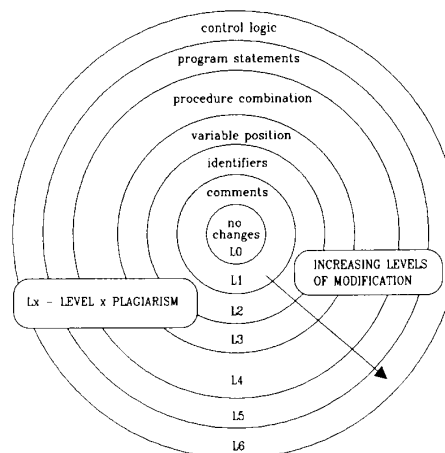 control logic
program statements
procedure combination
variable position
identifiers
comments
no
changes
L0
L1
INCREASING LEVELS
OF MODIFICATION
Lx – LEVEL x PLAGIARISM
L2
L3
L4
L5
L6